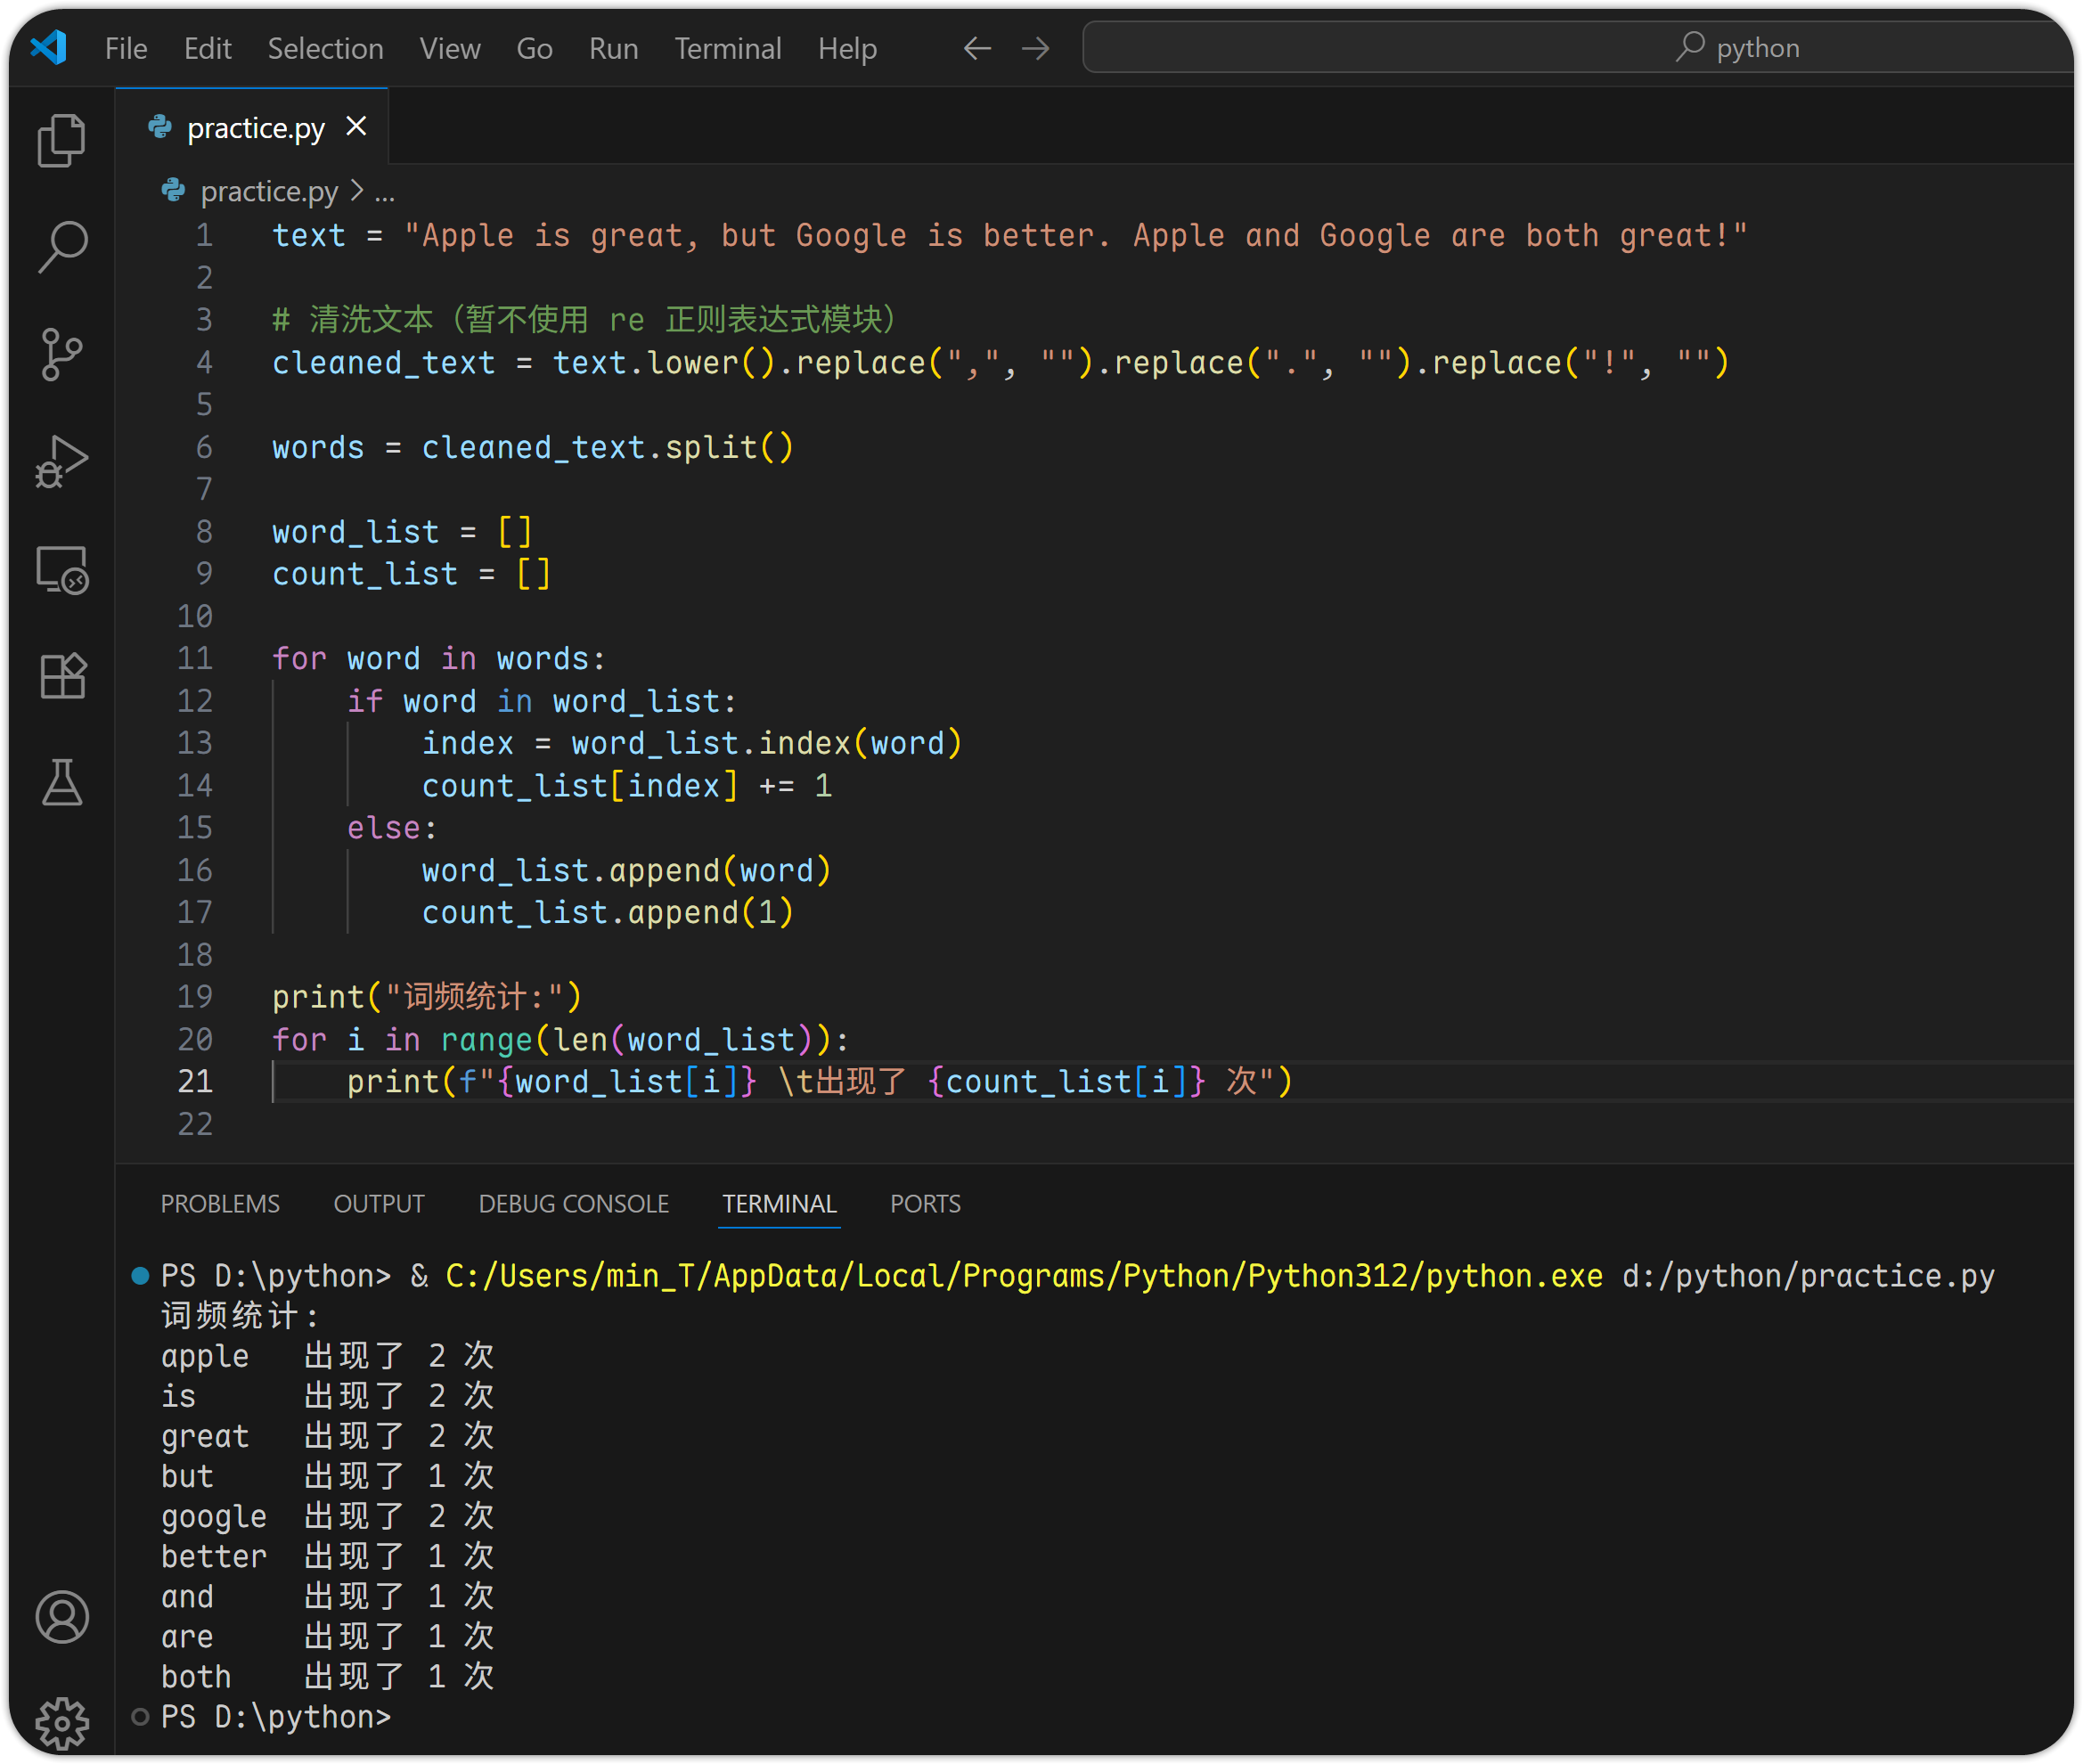 File Edit Selection View Go Run Terminal Help python
practice.py
practice.py > ...
1 text = "Apple is great, but Google is better. Apple and Google are both great!"
2
3 # 清洗文本（暂不使用 re 正则表达式模块）
4 cleaned_text = text.lower().replace(",", "").replace(".", "").replace("!", "")
5
6 words = cleaned_text.split()
7
8 word_list = []
9 count_list = []
10
11 for word in words:
12     if word in word_list:
13         index = word_list.index(word)
14         count_list[index] += 1
15     else:
16         word_list.append(word)
17         count_list.append(1)
18
19 print("词频统计:")
20 for i in range(len(word_list)):
21     print(f"{word_list[i]} \t出现了 {count_list[i]} 次")
22
PROBLEMS OUTPUT DEBUG CONSOLE TERMINAL PORTS
PS D:\python> & C:/Users/min_T/AppData/Local/Programs/Python/Python312/python.exe d:/python/practice.py
词频统计:
apple 出现了 2 次
is 出现了 2 次
great 出现了 2 次
but 出现了 1 次
google 出现了 2 次
better 出现了 1 次
and 出现了 1 次
are 出现了 1 次
both 出现了 1 次
PS D:\python>